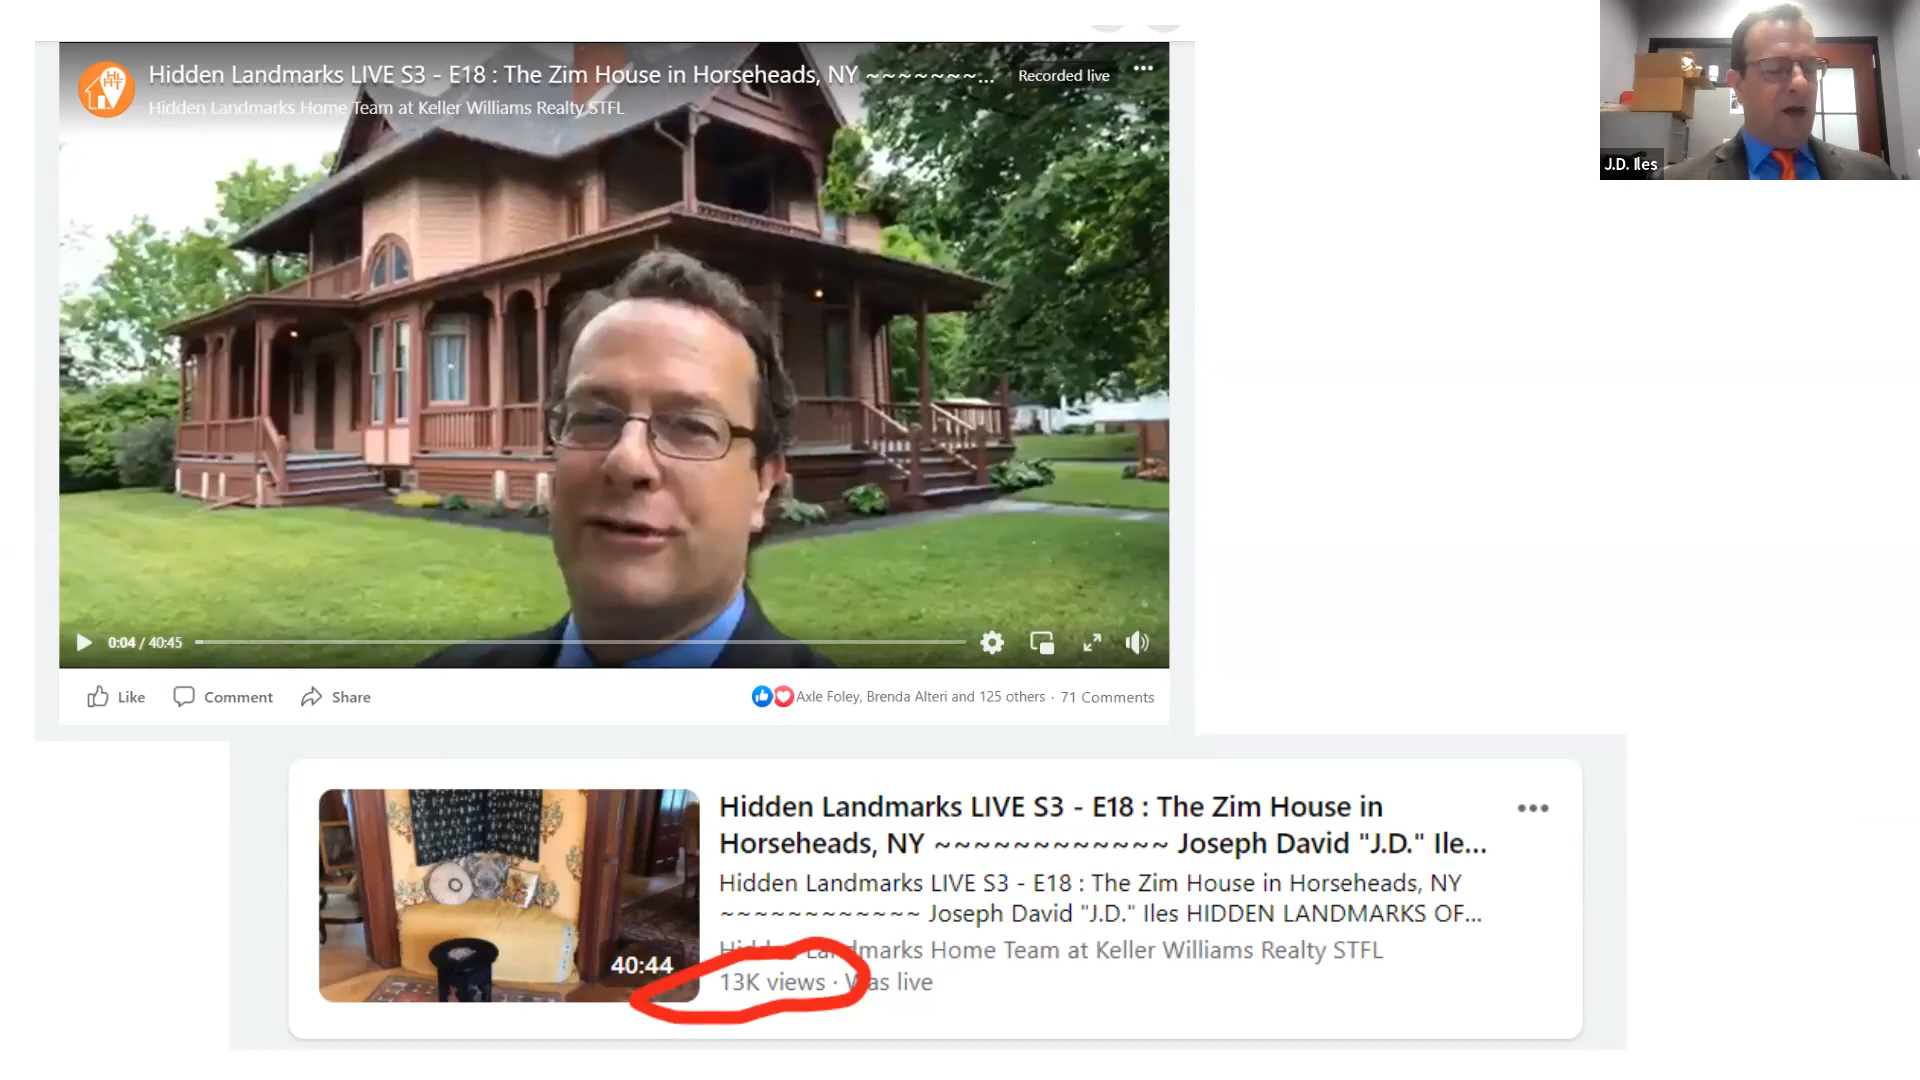 Hidden Landmarks LIVE S3 - E18 : The Zim House in Horseheads, NY ~~~~~~~...
Recorded live
Hidden Landmarks Home Team at Keller Williams Realty STFL
J.D. Iles
0:04 / 40:45
Like
Comment
Share
Axle Foley, Brenda Alteri and 125 others · 71 Comments
Hidden Landmarks LIVE S3 - E18 : The Zim House in
Horseheads, NY ~~~~~~~~~~~~ Joseph David "J.D." Ile...
Hidden Landmarks LIVE S3 - E18 : The Zim House in Horseheads, NY
~~~~~~~~~~~~ Joseph David "J.D." Iles HIDDEN LANDMARKS OF...
Hidden Landmarks Home Team at Keller Williams Realty STFL
40:44
13K views · Was live